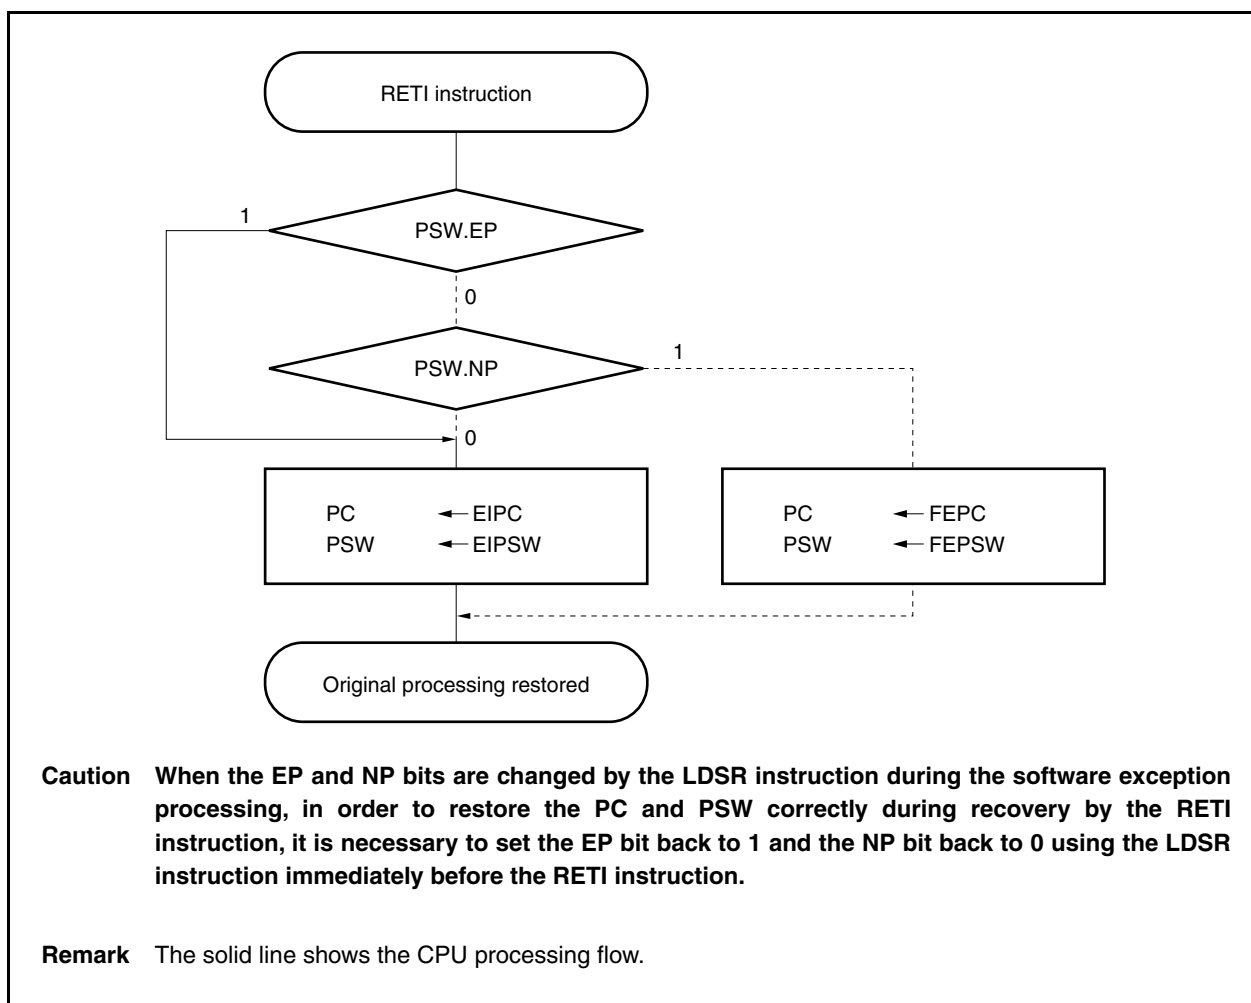 RETI instruction
1
PSW.EP
0
PSW.NP
1
0
PC ← EIPC
PSW ← EIPSW
PC ← FEPC
PSW ← FEPSW
Original processing restored
Caution When the EP and NP bits are changed by the LDSR instruction during the software exception
processing, in order to restore the PC and PSW correctly during recovery by the RETI
instruction, it is necessary to set the EP bit back to 1 and the NP bit back to 0 using the LDSR
instruction immediately before the RETI instruction.
Remark The solid line shows the CPU processing flow.